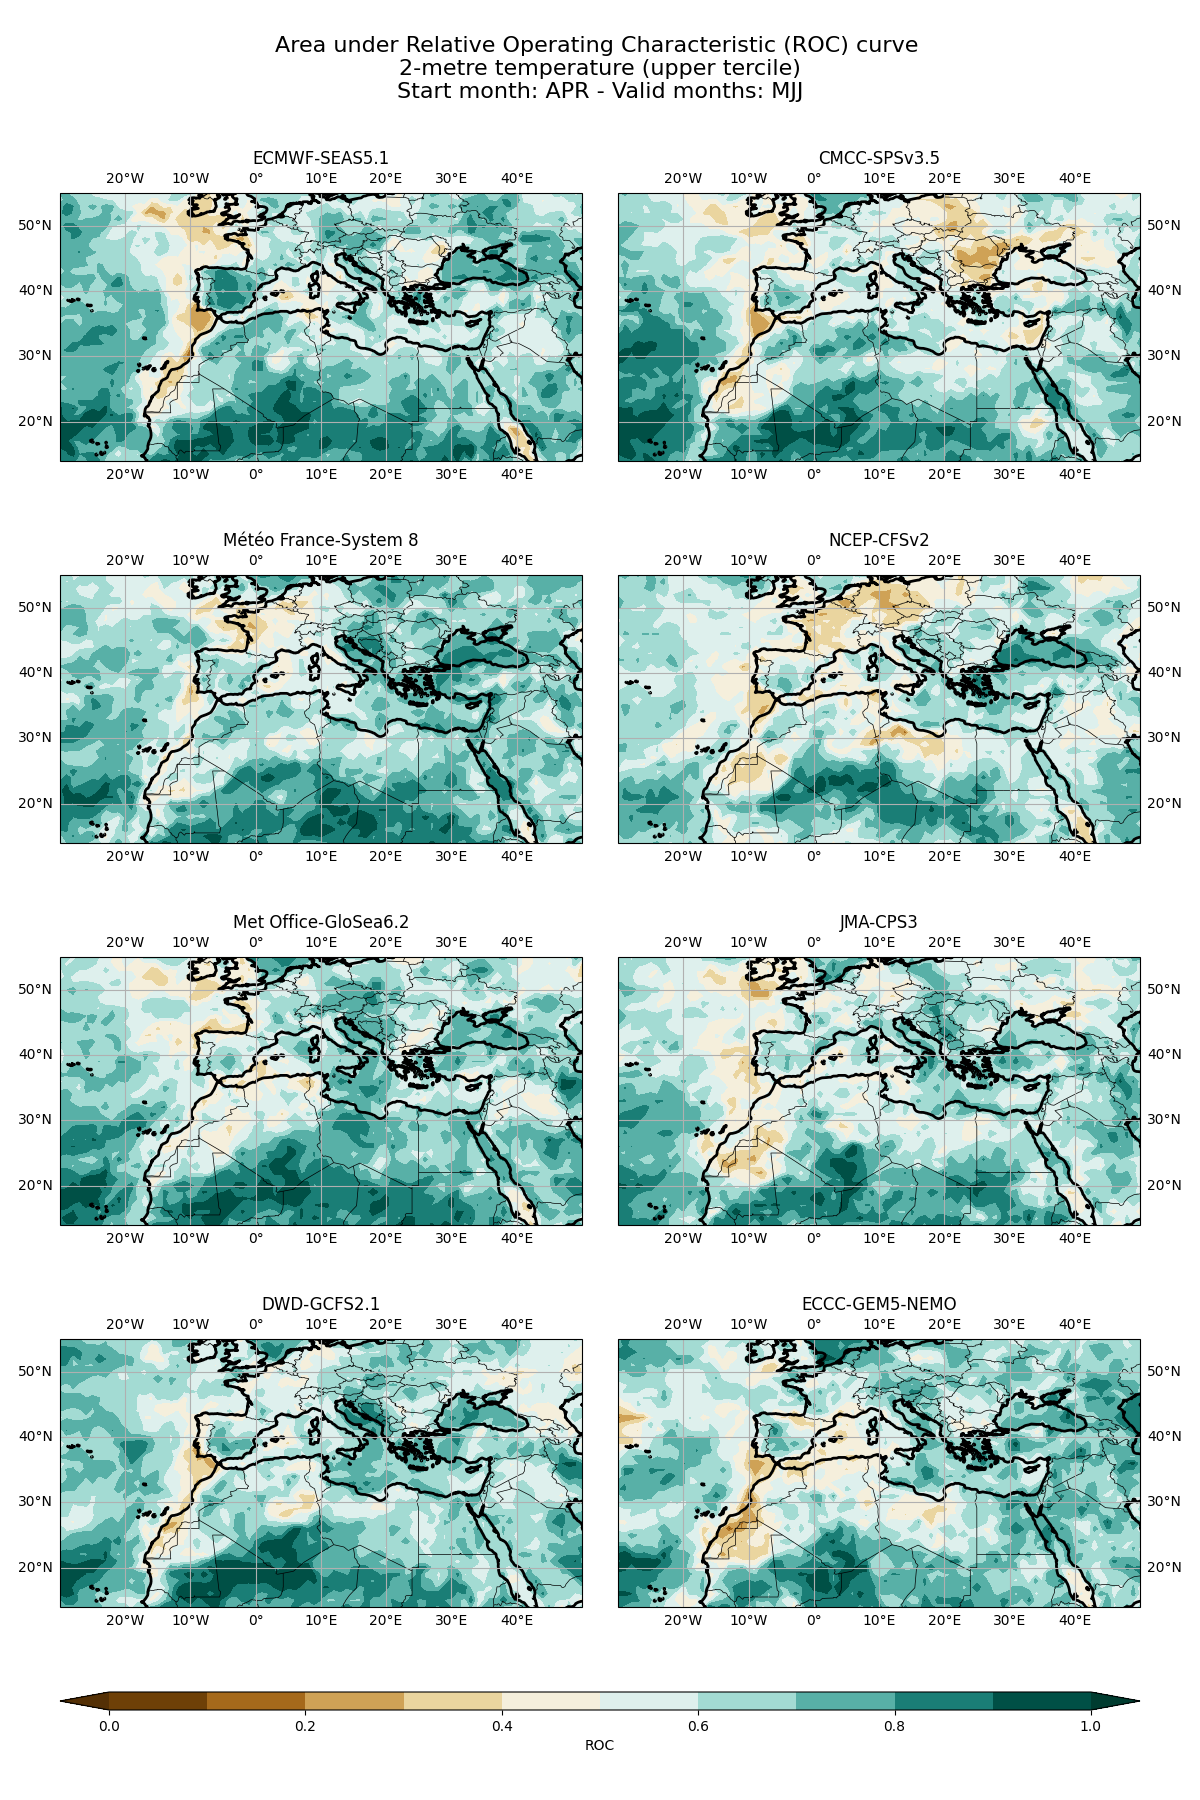 Area under Relative Operating Characteristic (ROC) curve
2-metre temperature (upper tercile)
Start month: APR - Valid months: MJJ
ECMWF-SEAS5.1
20°W 10°W 0° 10°E 20°E 30°E 40°E
50°N
40°N
30°N
20°N
20°W 10°W 0° 10°E 20°E 30°E 40°E
CMCC-SPSv3.5
20°W 10°W 0° 10°E 20°E 30°E 40°E
50°N
40°N
30°N
20°N
20°W 10°W 0° 10°E 20°E 30°E 40°E
Météo France-System 8
20°W 10°W 0° 10°E 20°E 30°E 40°E
50°N
40°N
30°N
20°N
20°W 10°W 0° 10°E 20°E 30°E 40°E
NCEP-CFSv2
20°W 10°W 0° 10°E 20°E 30°E 40°E
50°N
40°N
30°N
20°N
20°W 10°W 0° 10°E 20°E 30°E 40°E
Met Office-GloSea6.2
20°W 10°W 0° 10°E 20°E 30°E 40°E
50°N
40°N
30°N
20°N
20°W 10°W 0° 10°E 20°E 30°E 40°E
JMA-CPS3
20°W 10°W 0° 10°E 20°E 30°E 40°E
50°N
40°N
30°N
20°N
20°W 10°W 0° 10°E 20°E 30°E 40°E
DWD-GCFS2.1
20°W 10°W 0° 10°E 20°E 30°E 40°E
50°N
40°N
30°N
20°N
20°W 10°W 0° 10°E 20°E 30°E 40°E
ECCC-GEM5-NEMO
20°W 10°W 0° 10°E 20°E 30°E 40°E
50°N
40°N
30°N
20°N
20°W 10°W 0° 10°E 20°E 30°E 40°E
0.0 0.2 0.4 0.6 0.8 1.0
ROC